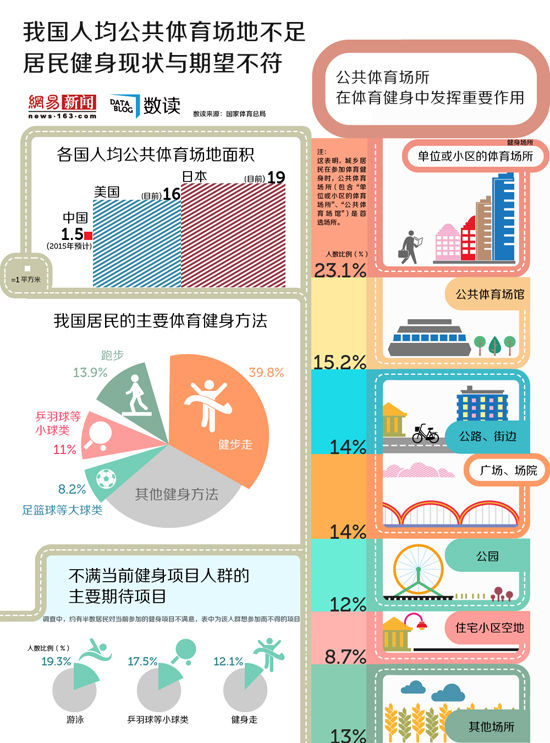 我国人均公共体育场地不足
居民健身现状与期望不符
網易新闻
news·163·com
DATA
BLOG
数读
数读来源：国家体育总局
公共体育场所
在体育健身中发挥重要作用
各国人均公共体育场地面积
美国
(目前)16
日本
(目前)19
中国
1.5
(2015年预计)
=1平方米
我国居民的主要体育健身方法
跑步
13.9%
39.8%
健步走
乒羽球等
小球类
11%
8.2%
足篮球等大球类
其他健身方法
不满当前健身项目人群的
主要期待项目
调查中，约有半数居民对当前参加的健身项目不满意，表中为该人群想参加而不得的项目
人数比例（%）
19.3%
17.5%
12.1%
游泳
乒羽球等小球类
健身走
注：
这表明，城乡居
民在参加体育健
身时，公共体育
场所（包含“单
位或小区的体育
场所”、“公共体
育场馆”）是首
选场所。
人数比例（%）
健身场所
单位或小区的体育场所
23.1%
公共体育场馆
15.2%
公路、街边
14%
广场、场院
14%
公园
12%
住宅小区空地
8.7%
其他场所
13%